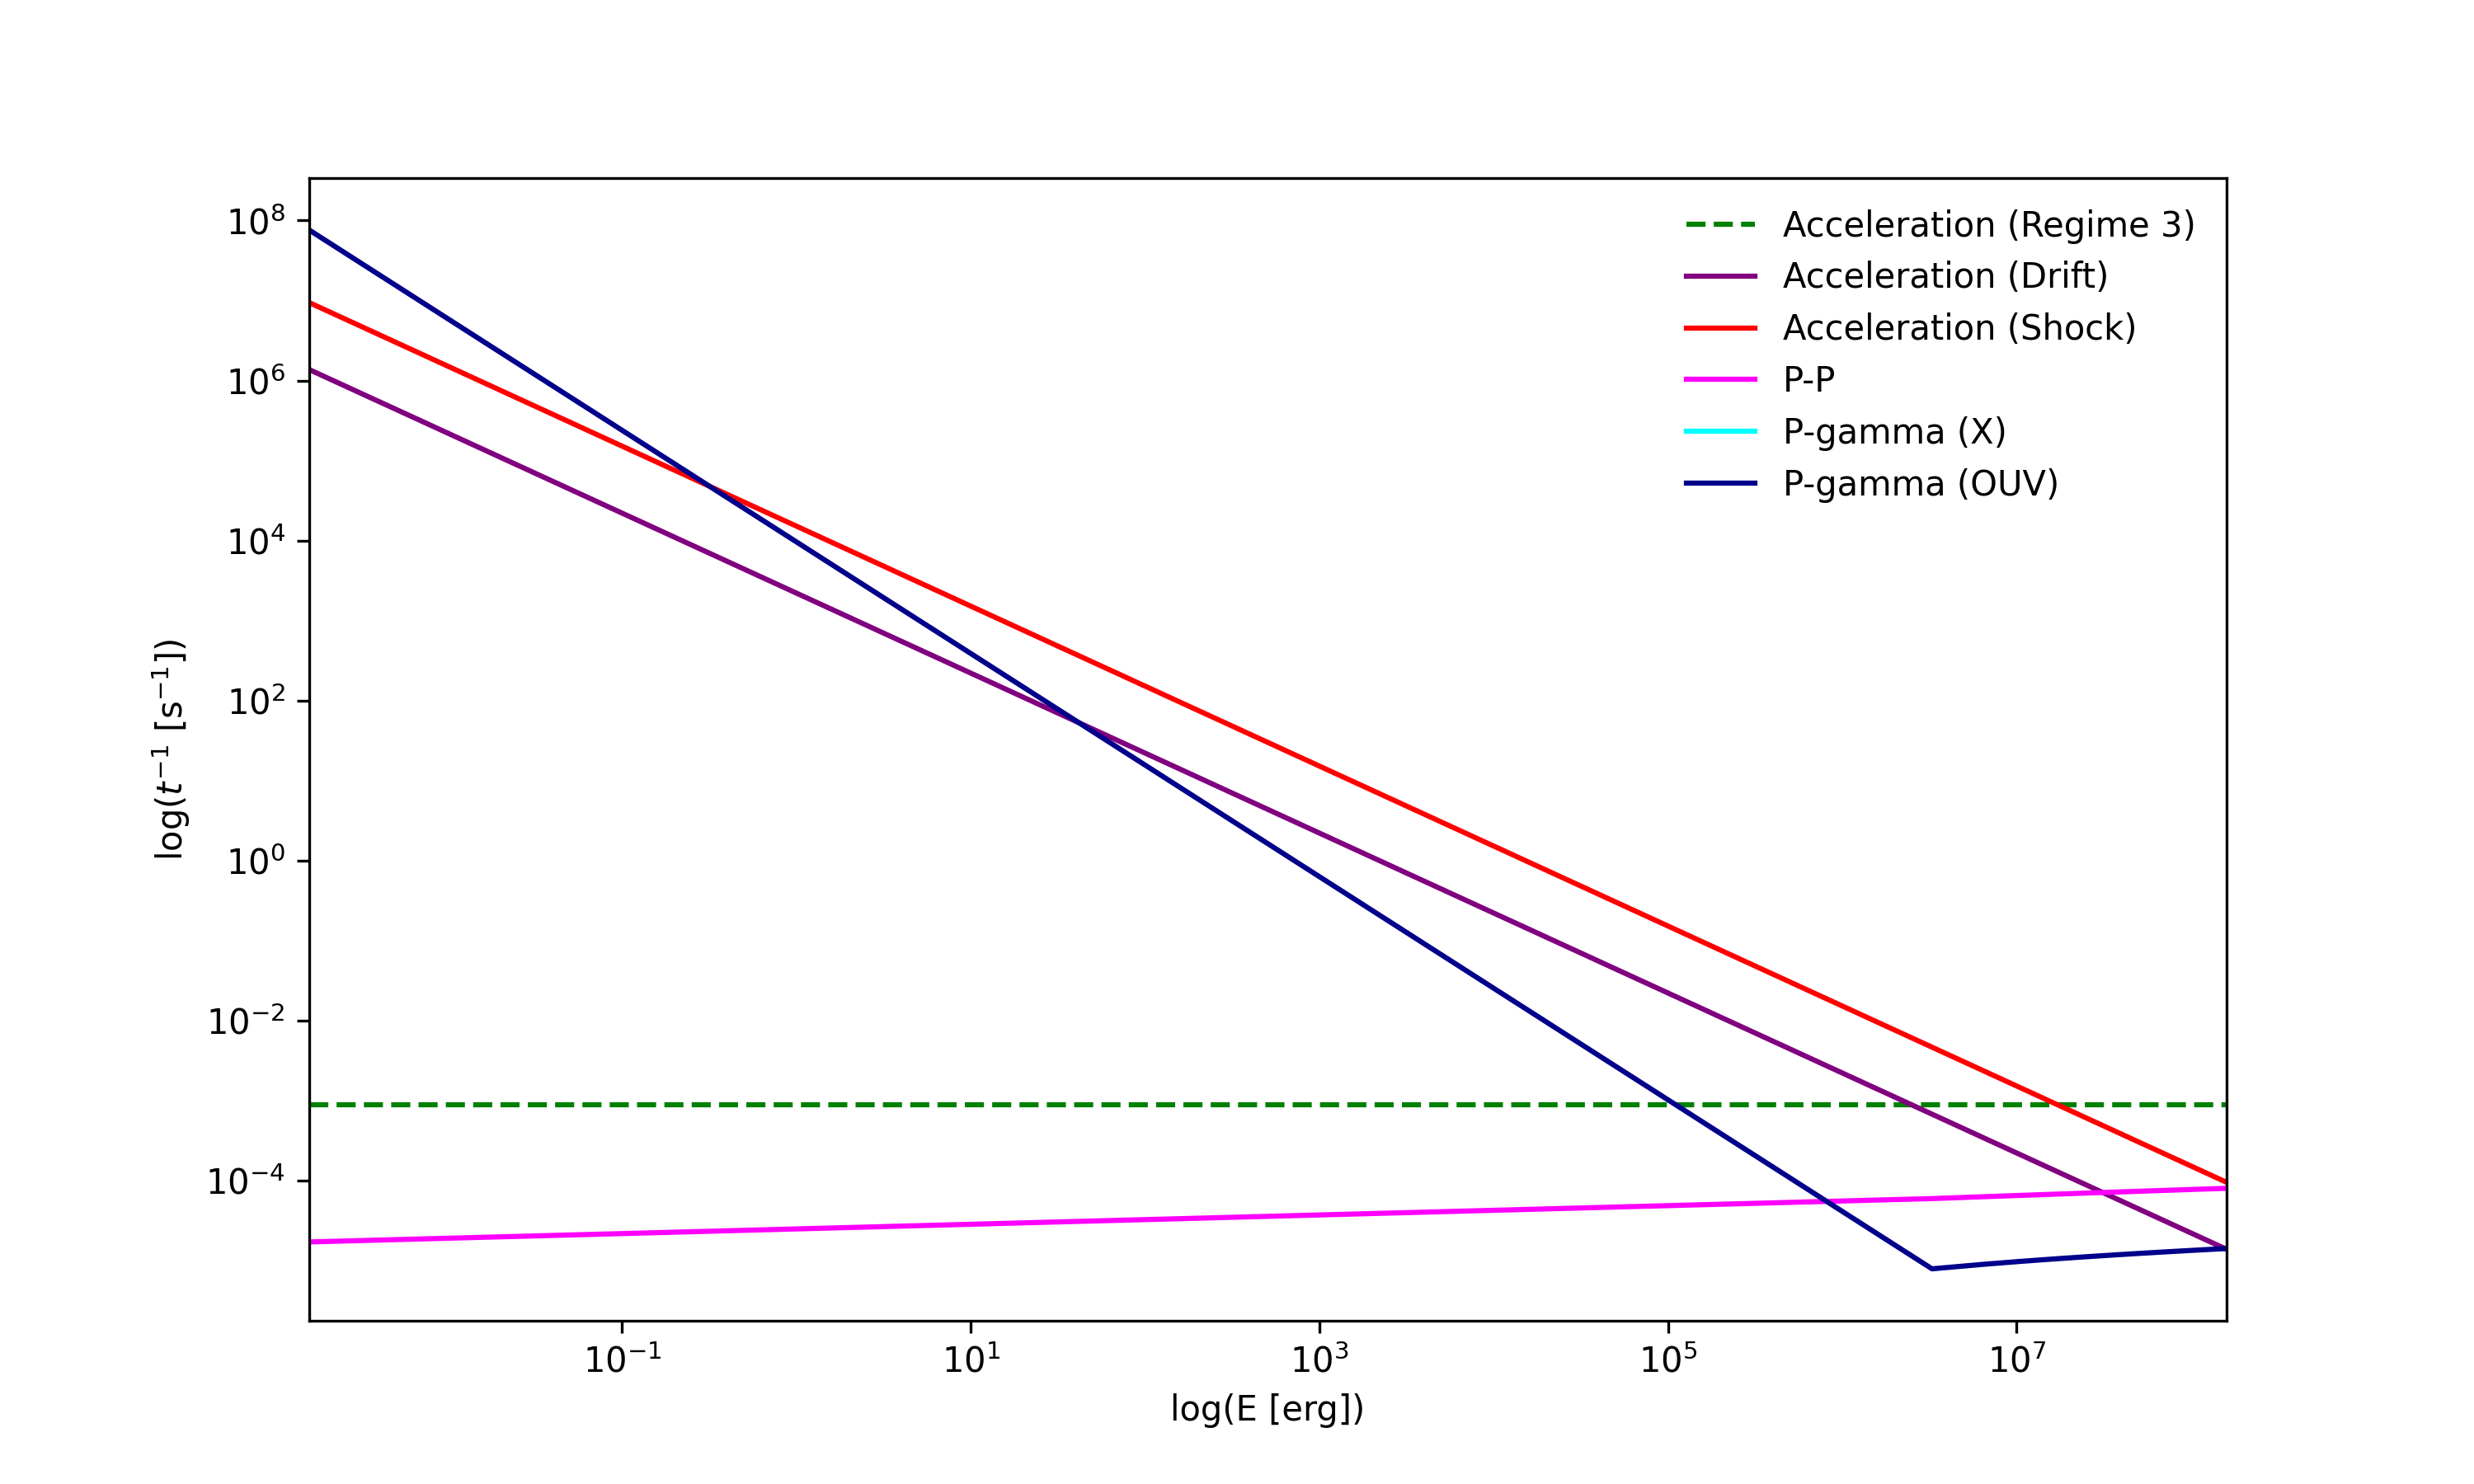 10⁸
10⁶
10⁴
10²
10⁰
10⁻²
10⁻⁴
log(t⁻¹ [s⁻¹])
Acceleration (Regime 3)
Acceleration (Drift)
Acceleration (Shock)
P-P
P-gamma (X)
P-gamma (OUV)
10⁻¹ 10¹ 10³ 10⁵ 10⁷
log(E [erg])